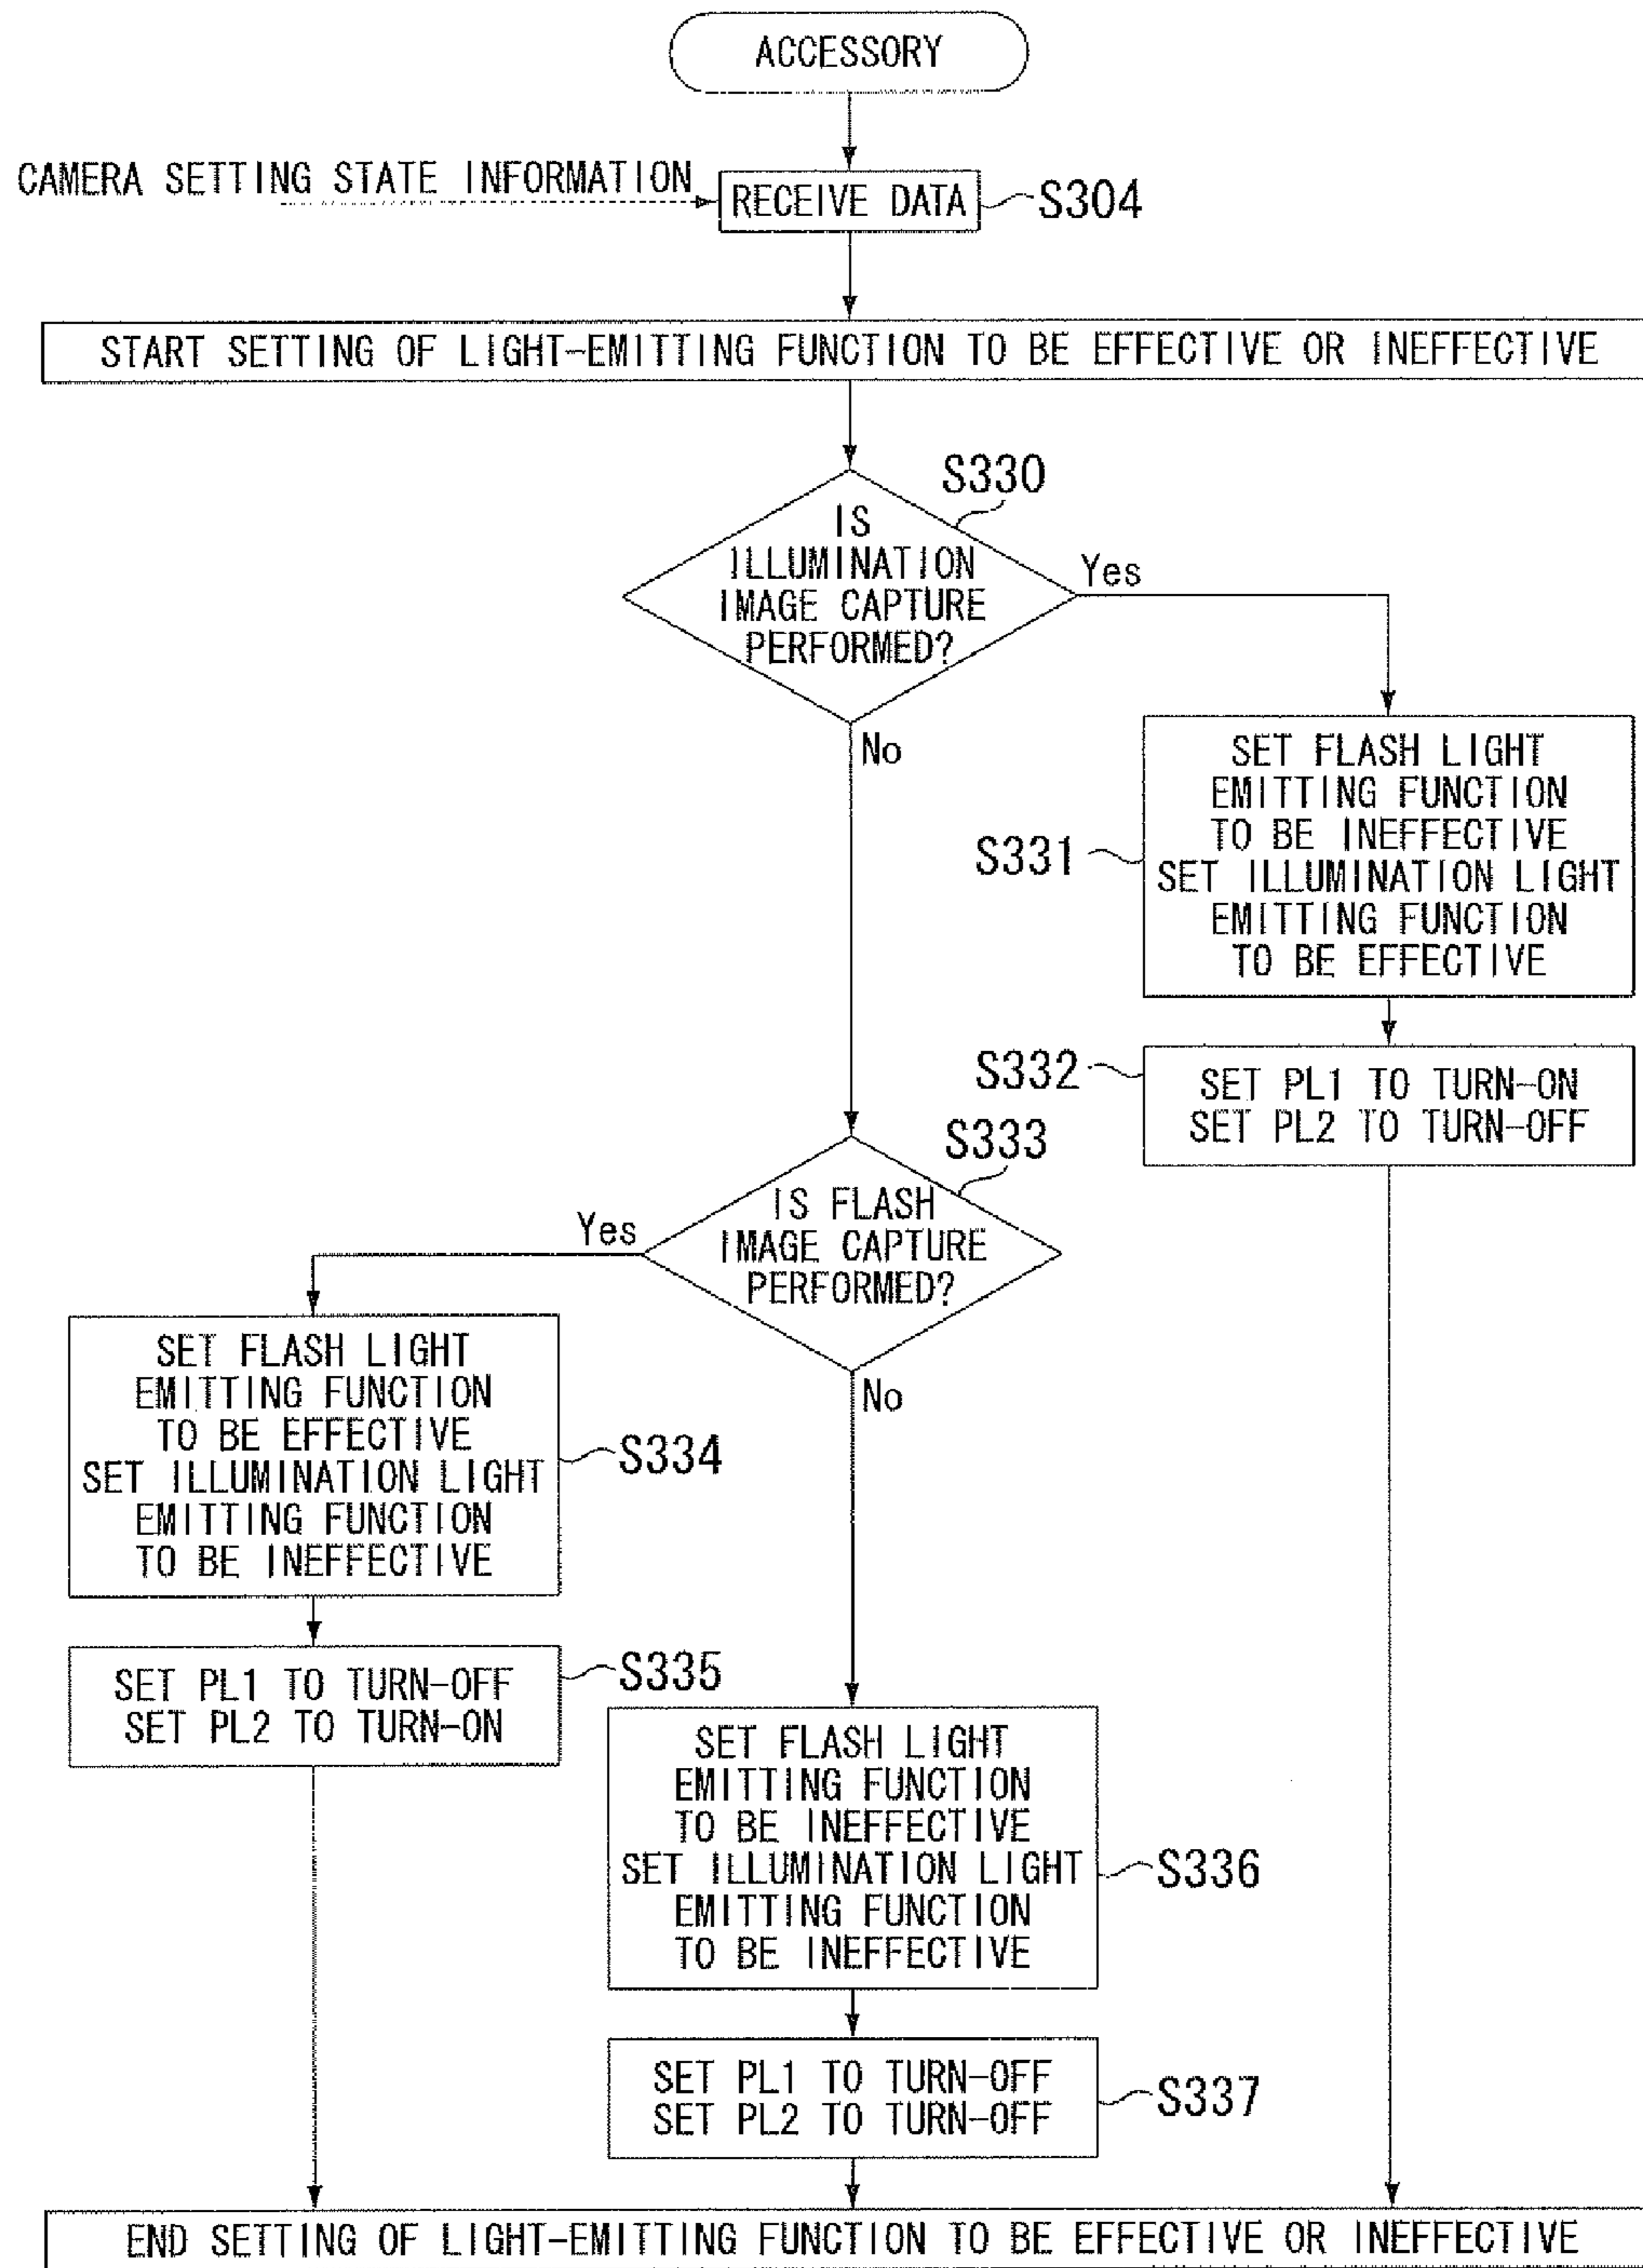 ACCESSORY
CAMERA SETTING STATE INFORMATION
RECEIVE DATA
S304
START SETTING OF LIGHT-EMITTING FUNCTION TO BE EFFECTIVE OR INEFFECTIVE
S330
IS
ILLUMINATION
IMAGE CAPTURE
PERFORMED?
Yes
No
S331
SET FLASH LIGHT
EMITTING FUNCTION
TO BE INEFFECTIVE
SET ILLUMINATION LIGHT
EMITTING FUNCTION
TO BE EFFECTIVE
S332
SET PL1 TO TURN-ON
SET PL2 TO TURN-OFF
S333
IS FLASH
IMAGE CAPTURE
PERFORMED?
Yes
No
SET FLASH LIGHT
EMITTING FUNCTION
TO BE EFFECTIVE
SET ILLUMINATION LIGHT
EMITTING FUNCTION
TO BE INEFFECTIVE
S334
SET PL1 TO TURN-OFF
SET PL2 TO TURN-ON
S335
SET FLASH LIGHT
EMITTING FUNCTION
TO BE INEFFECTIVE
SET ILLUMINATION LIGHT
EMITTING FUNCTION
TO BE INEFFECTIVE
S336
SET PL1 TO TURN-OFF
SET PL2 TO TURN-OFF
S337
END SETTING OF LIGHT-EMITTING FUNCTION TO BE EFFECTIVE OR INEFFECTIVE